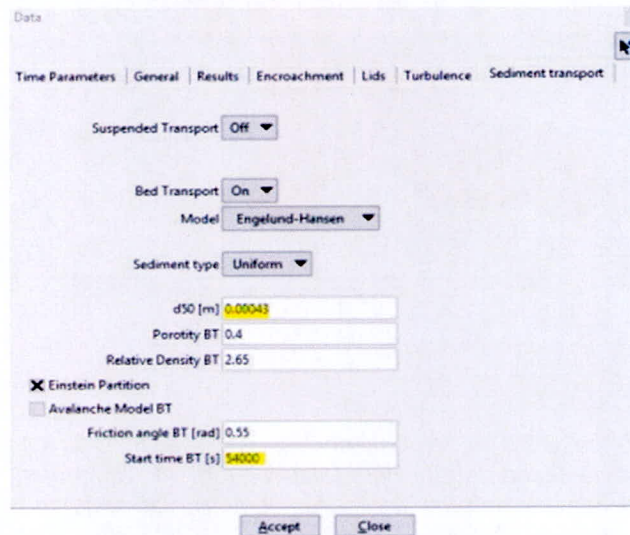 Data
Time Parameters General Results Encroachment Lids Turbulence Sediment transport
Suspended Transport Off
Bed Transport On
Model Engelund-Hansen
Sediment type Uniform
d50 [m] 0.00043
Porotity BT 0.4
Relative Density BT 2.65
Einstein Partition
Avalanche Model BT
Friction angle BT [rad] 0.55
Start time BT [s] 54000
Accept Close